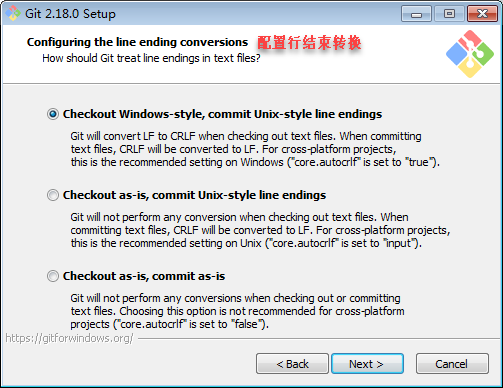 Git 2.18.0 Setup
Configuring the line ending conversions 配置行结束转换
How should Git treat line endings in text files?
Checkout Windows-style, commit Unix-style line endings
Git will convert LF to CRLF when checking out text files. When committing
text files, CRLF will be converted to LF. For cross-platform projects,
this is the recommended setting on Windows ("core.autocrlf" is set to "true").
Checkout as-is, commit Unix-style line endings
Git will not perform any conversion when checking out text files. When
committing text files, CRLF will be converted to LF. For cross-platform projects,
this is the recommended setting on Unix ("core.autocrlf" is set to "input").
Checkout as-is, commit as-is
Git will not perform any conversions when checking out or committing
text files. Choosing this option is not recommended for cross-platform
projects ("core.autocrlf" is set to "false").
https://gitforwindows.org/
< Back Next > Cancel